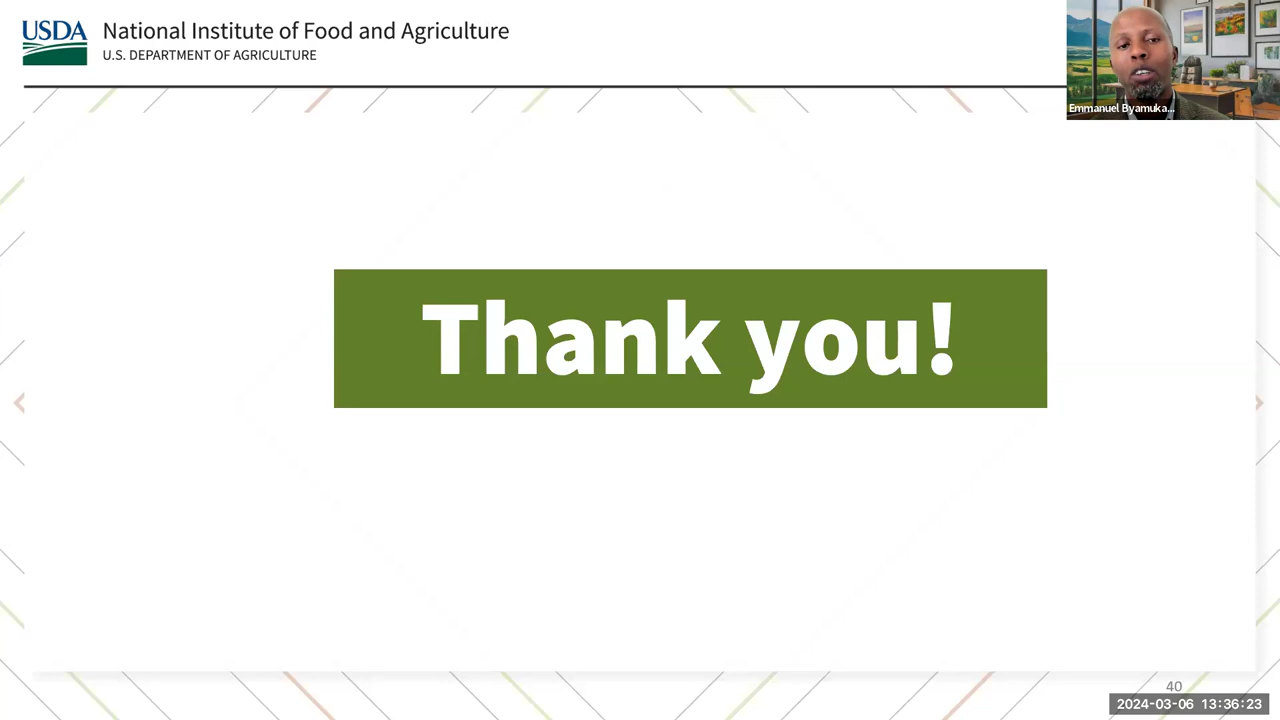 USDA
National Institute of Food and Agriculture
U.S. DEPARTMENT OF AGRICULTURE
Emmanuel Byamuka...
Thank you!
40
2024-03-06 13:36:23